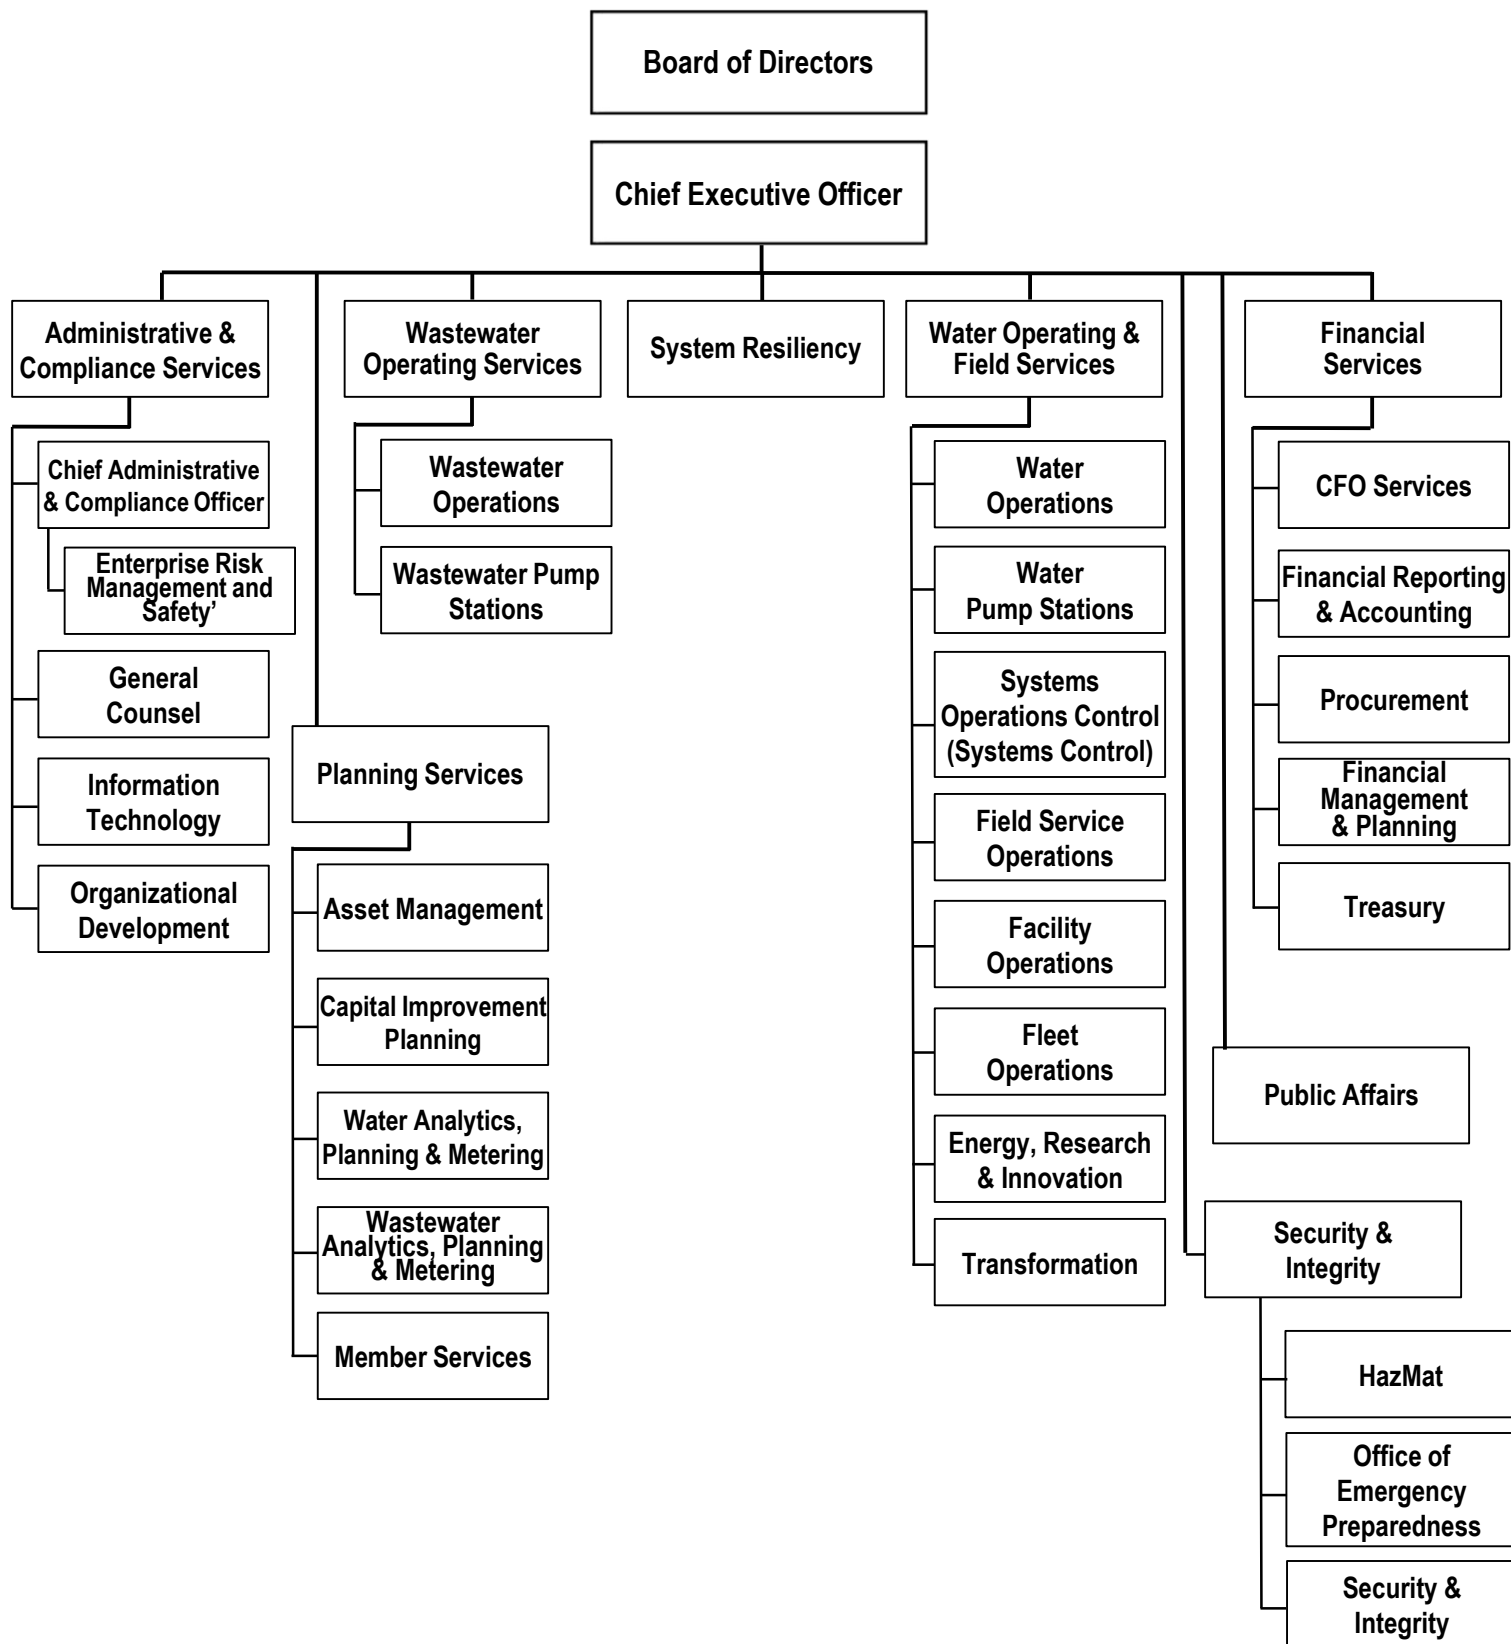 Board of Directors
Chief Executive Officer
Administrative &
Compliance Services
Chief Administrative
& Compliance Officer
Enterprise Risk
Management and
Safety’
General
Counsel
Information
Technology
Organizational
Development
Wastewater
Operating Services
Wastewater
Operations
Wastewater Pump
Stations
Planning Services
Asset Management
Capital Improvement
Planning
Water Analytics,
Planning & Metering
Wastewater
Analytics, Planning
& Metering
Member Services
System Resiliency
Water Operating &
Field Services
Water
Operations
Water
Pump Stations
Systems
Operations Control
(Systems Control)
Field Service
Operations
Facility
Operations
Fleet
Operations
Energy, Research
& Innovation
Transformation
Financial
Services
CFO Services
Financial Reporting
& Accounting
Procurement
Financial
Management
& Planning
Treasury
Public Affairs
Security &
Integrity
HazMat
Office of
Emergency
Preparedness
Security &
Integrity